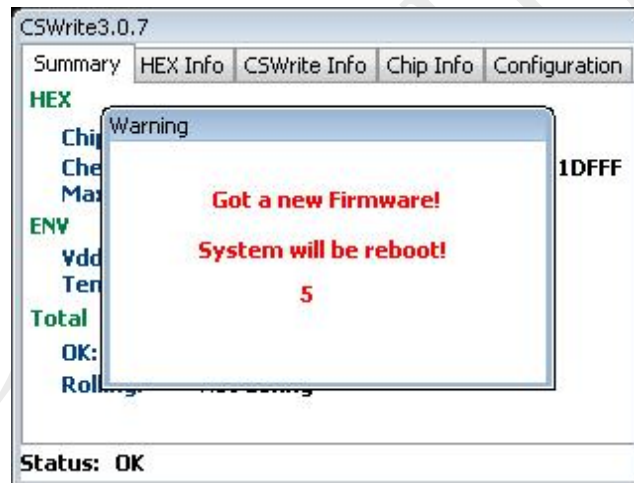 CSWrite3.0.7
Summary HEX Info CSWrite Info Chip Info Configuration
HEX
Warning
1DFFF
Got a new Firmware!
ENV
System will be reboot!
5
Total
OK:
Status: OK